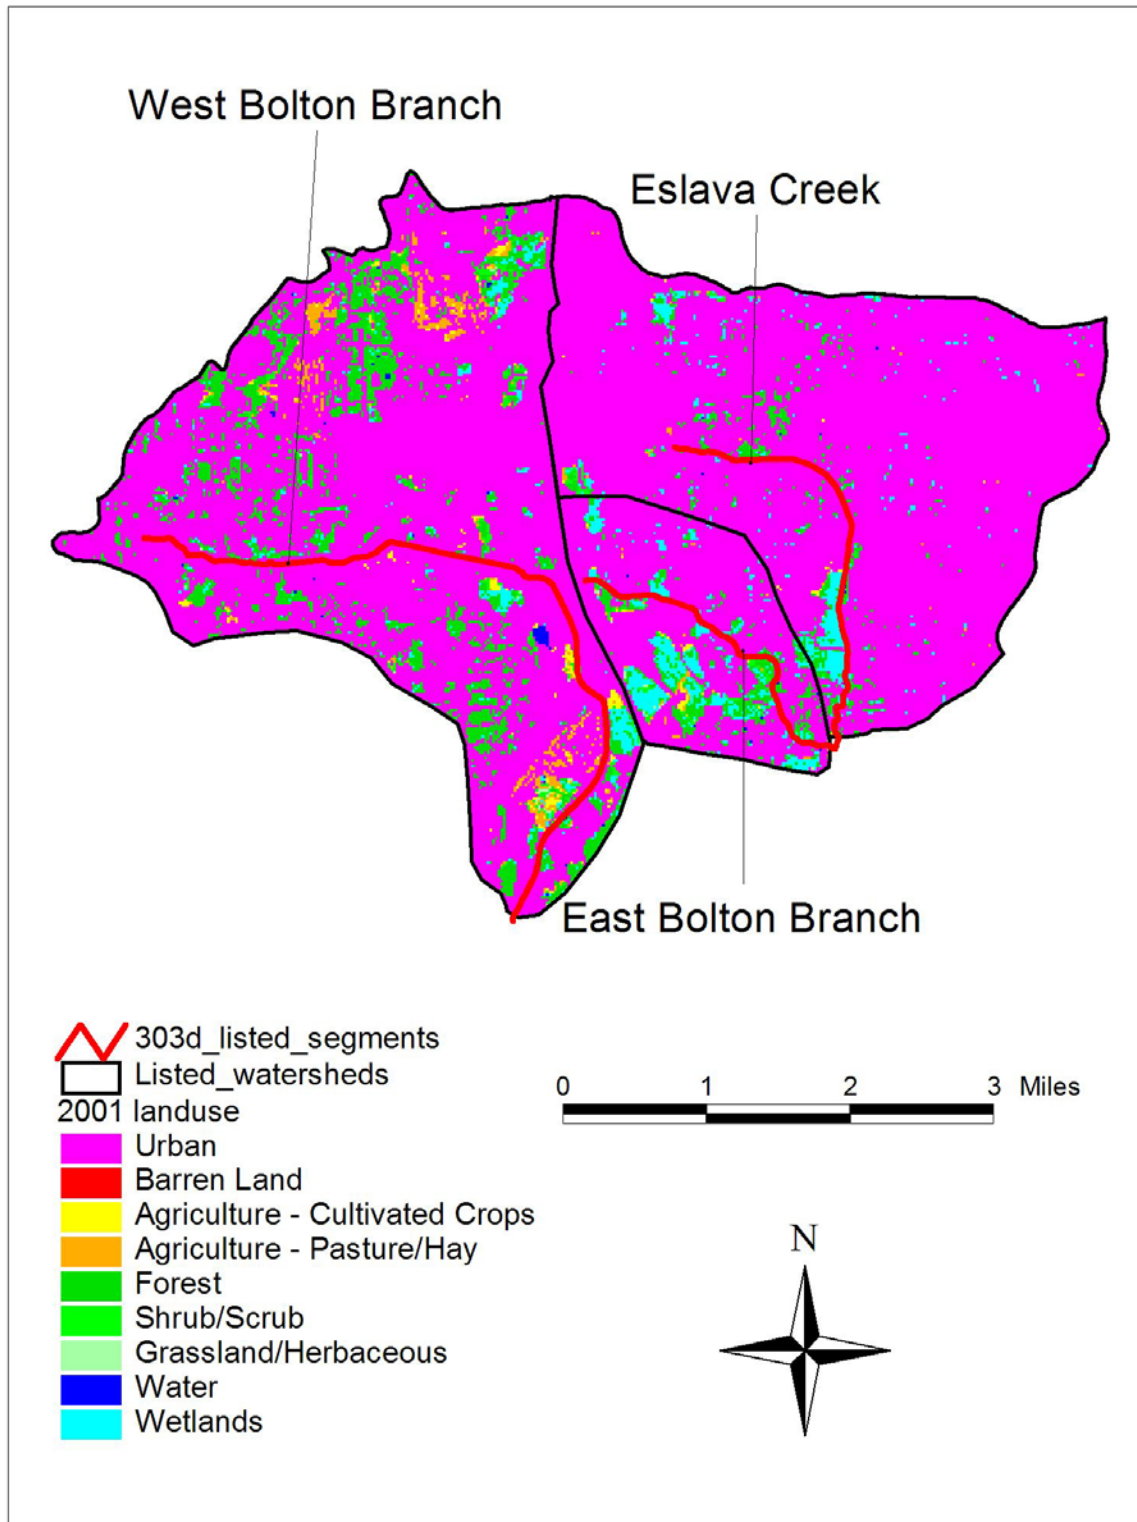 West Bolton Branch
Eslava Creek
East Bolton Branch
303d_listed_segments
Listed_watersheds
2001 landuse
Urban
Barren Land
Agriculture - Cultivated Crops
Agriculture - Pasture/Hay
Forest
Shrub/Scrub
Grassland/Herbaceous
Water
Wetlands
0 1 2 3 Miles
N